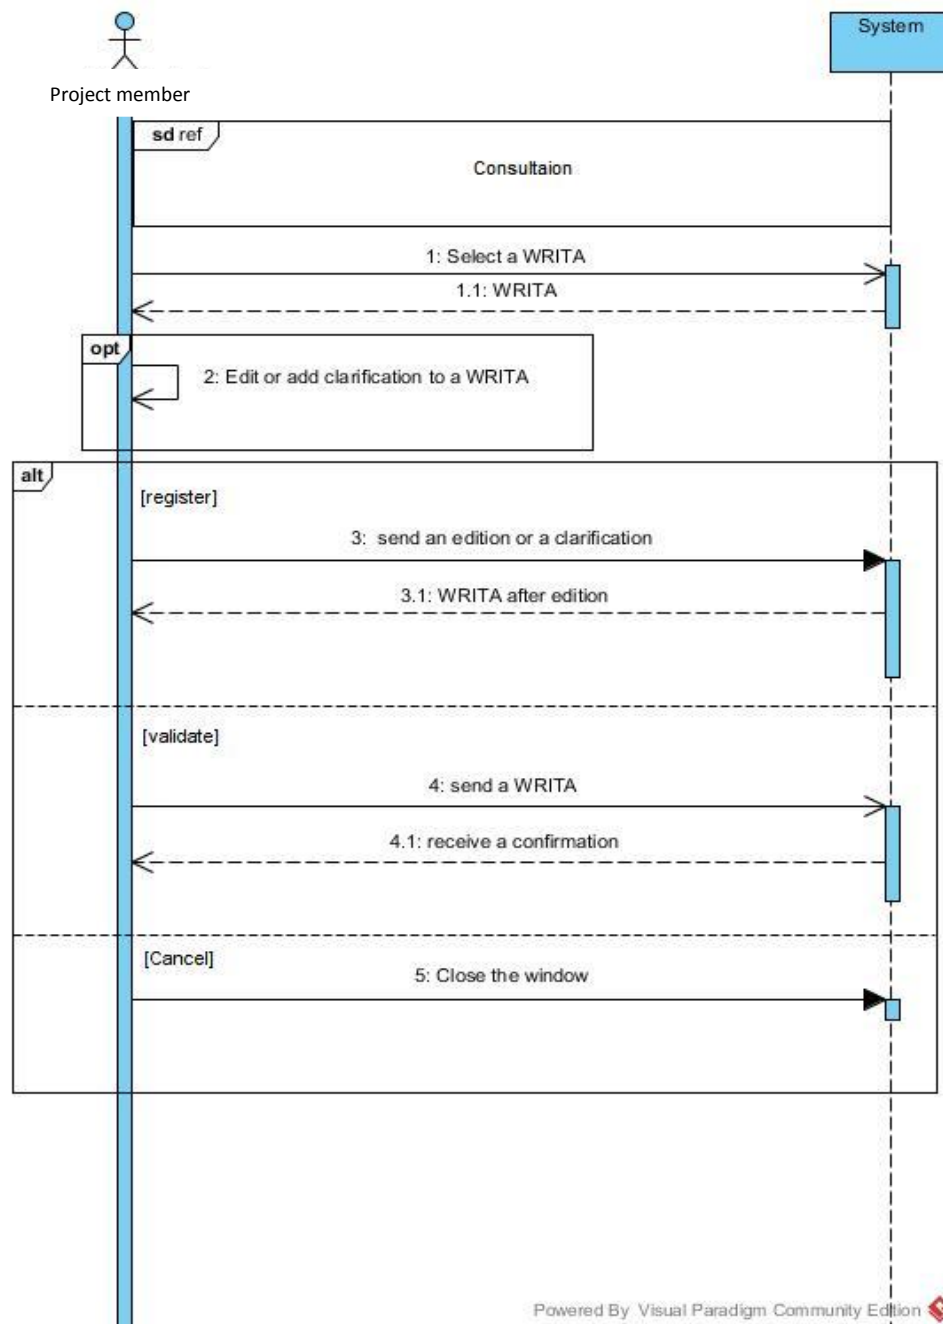 System
Project member
sd ref
Consultaion
1: Select a WRITA
1.1: WRITA
opt
2: Edit or add clarification to a WRITA
alt
[register]
3: send an edition or a clarification
3.1: WRITA after edition
[validate]
4: send a WRITA
4.1: receive a confirmation
[Cancel]
5: Close the window
Powered By Visual Paradigm Community Edition